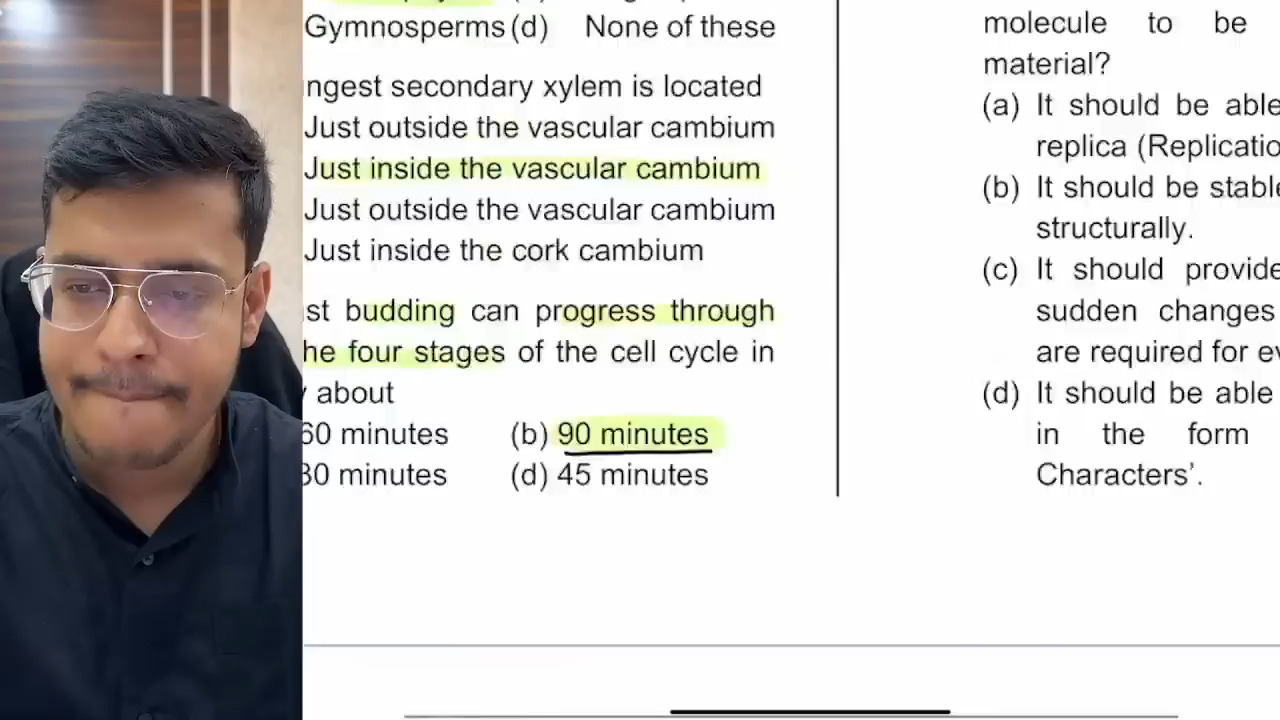 Gymnosperms (d) None of these
ngest secondary xylem is located
Just outside the vascular cambium
Just inside the vascular cambium
Just outside the vascular cambium
Just inside the cork cambium
st budding can progress through
he four stages of the cell cycle in
about
60 minutes (b) 90 minutes
30 minutes (d) 45 minutes
molecule to be
material?
(a) It should be able
replica (Replicatio
(b) It should be stable
structurally.
(c) It should provide
sudden changes
are required for ev
(d) It should be able
in the form
Characters'.